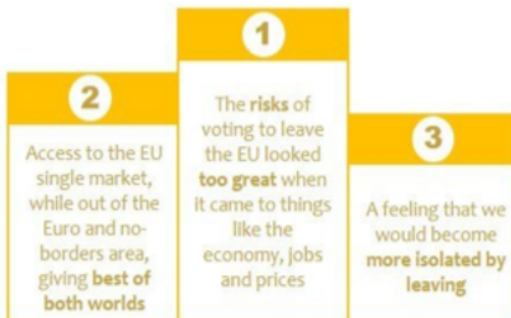 1
The risks of
voting to leave
the EU looked
too great when
it came to things
like the
economy, jobs
and prices
2
Access to the EU
single market,
while out of the
Euro and no-
borders area,
giving best of
both worlds
3
A feeling that we
would become
more isolated by
leaving